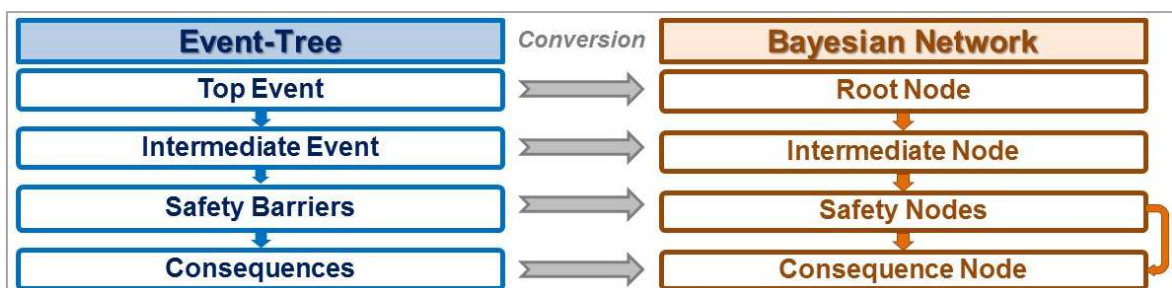 Event-Tree Conversion Bayesian Network
Top Event Root Node
Intermediate Event Intermediate Node
Safety Barriers Safety Nodes
Consequences Consequence Node